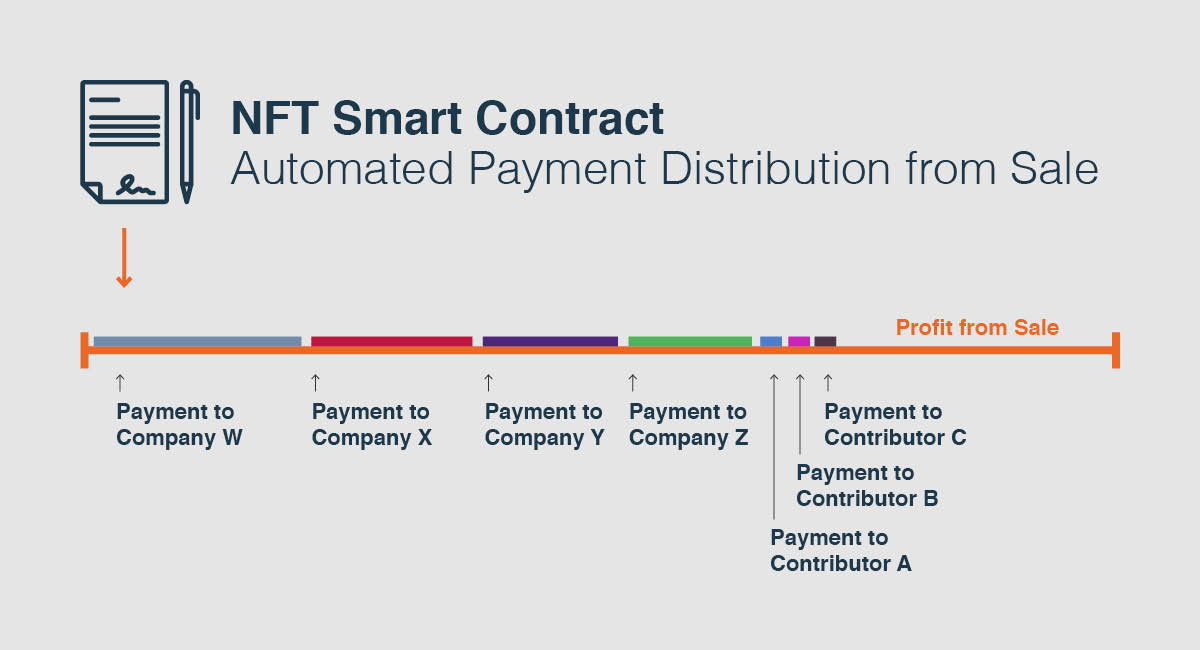 NFT Smart Contract
Automated Payment Distribution from Sale
Profit from Sale
Payment to
Company W
Payment to
Company X
Payment to
Company Y
Payment to
Company Z
Payment to
Contributor C
Payment to
Contributor B
Payment to
Contributor A